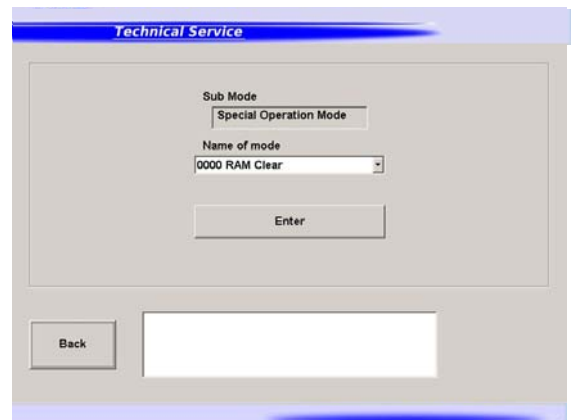 Technical Service
Sub Mode
Special Operation Mode
Name of mode
0000 RAM Clear
Enter
Back